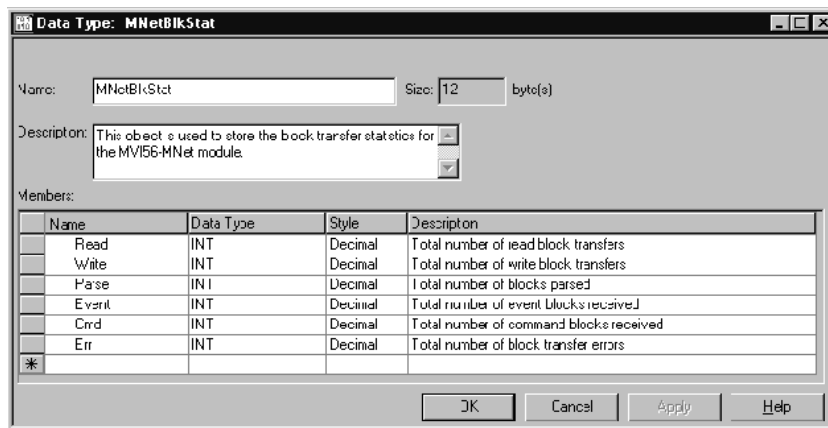 Data Type: MNetBlkStat
Name: MNetBlkStat Size: 12 byte(s)
Description: This object is used to store the block transfer statistics for
the MVI56-MNet module.
Members:
Name Data Type Style Description
Read INT Decimal Total number of read block transfers
Write INT Decimal Total number of write block transfers
Parse INT Decimal Total number of blocks parsed
Event INT Decimal Total number of event blocks received
Cmd INT Decimal Total number of command blocks received
Err INT Decimal Total number of block transfer errors
OK Cancel Apply Help